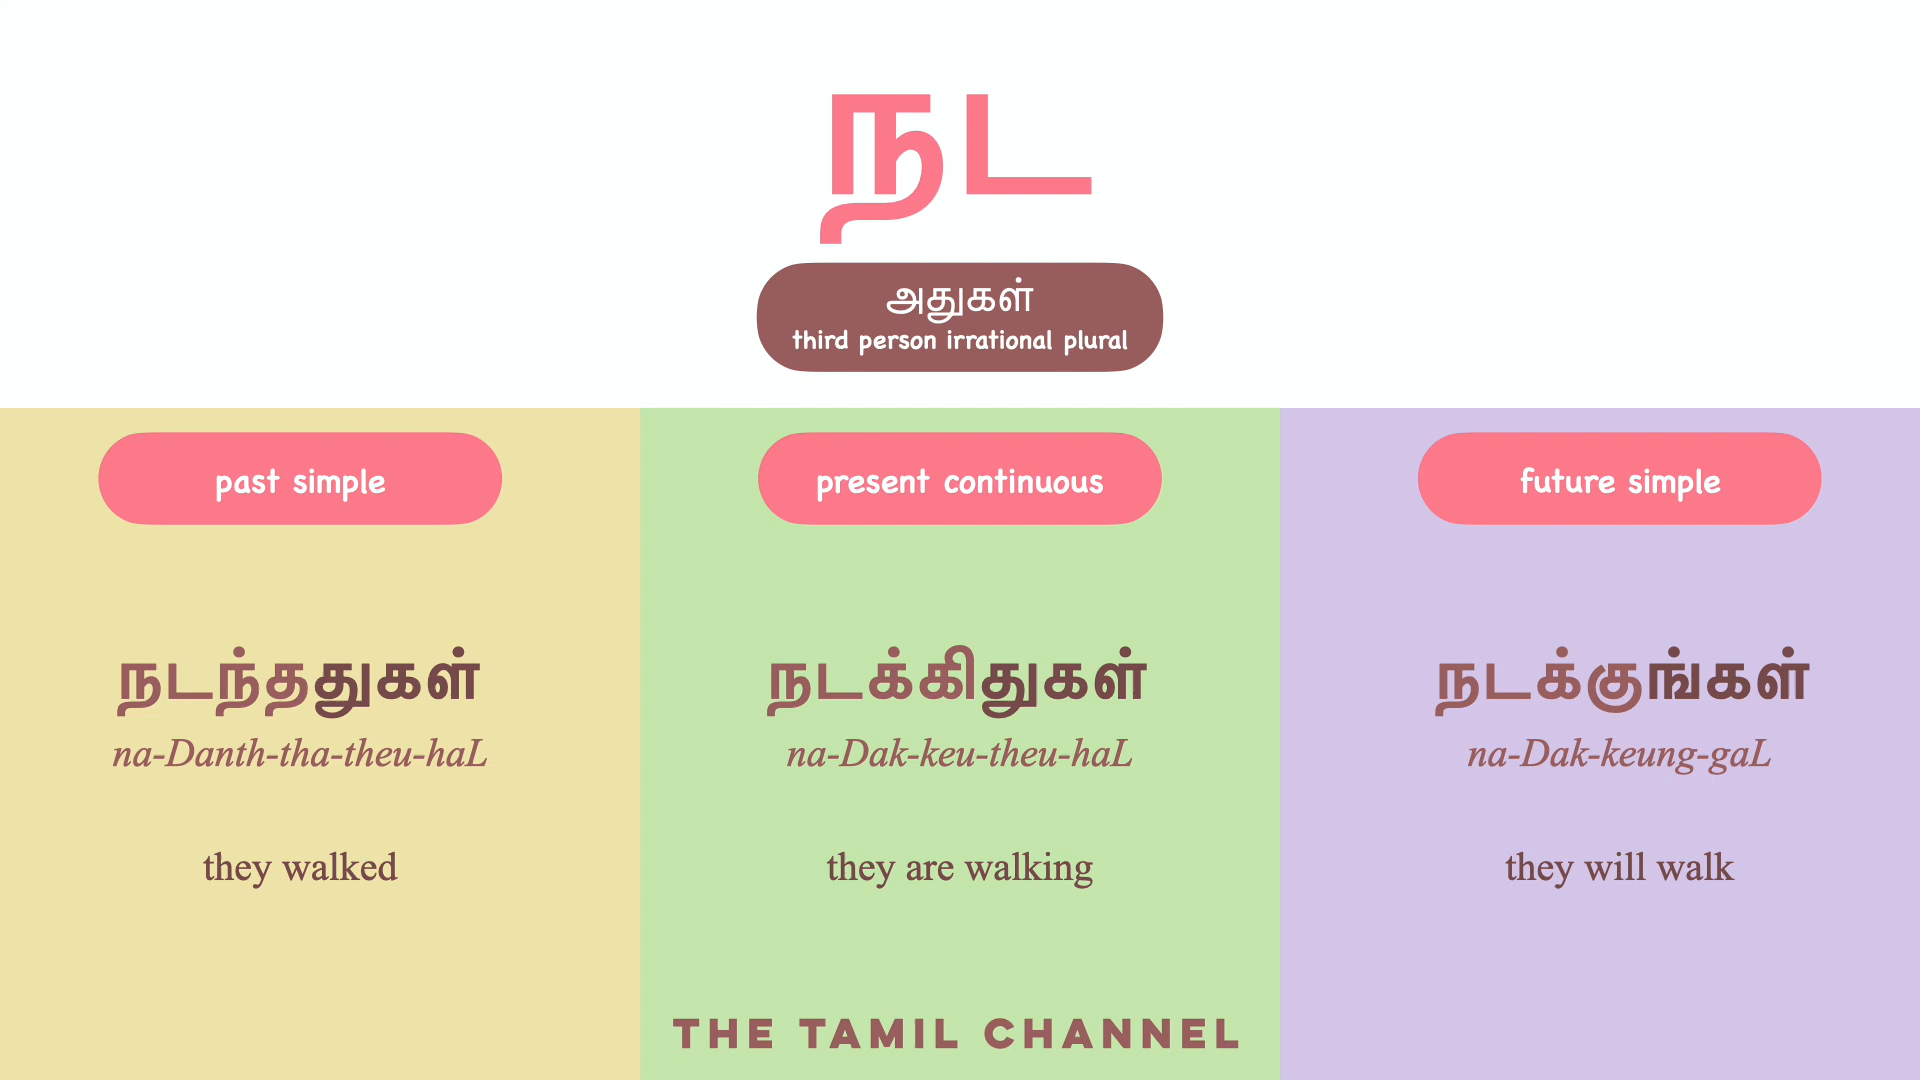 நட
அதுகள்
third person irrational plural
past simple
present continuous
future simple
நடந்ததுகள்
நடக்கிதுகள்
நடக்குங்கள்
na-Danth-tha-theu-haL
na-Dak-keu-theu-haL
na-Dak-keung-gaL
they walked
they are walking
they will walk
THE TAMIL CHANNEL